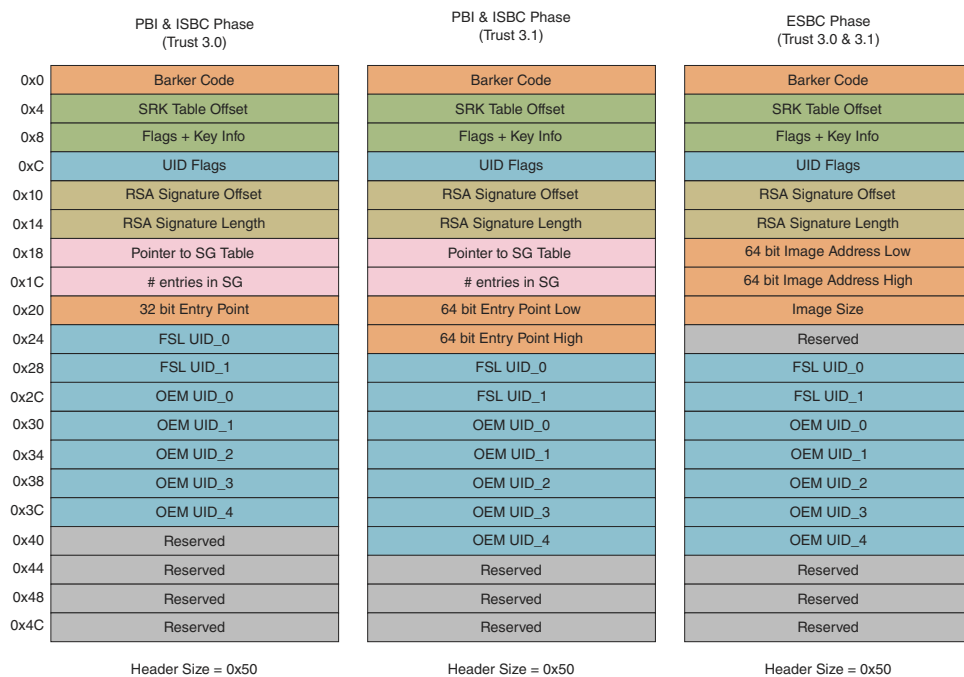 PBI & ISBC Phase
(Trust 3.0)
PBI & ISBC Phase
(Trust 3.1)
ESBC Phase
(Trust 3.0 & 3.1)
0x0 Barker Code Barker Code Barker Code
0x4 SRK Table Offset SRK Table Offset SRK Table Offset
0x8 Flags + Key Info Flags + Key Info Flags + Key Info
0xC UID Flags UID Flags UID Flags
0x10 RSA Signature Offset RSA Signature Offset RSA Signature Offset
0x14 RSA Signature Length RSA Signature Length RSA Signature Length
0x18 Pointer to SG Table Pointer to SG Table 64 bit Image Address Low
0x1C # entries in SG # entries in SG 64 bit Image Address High
0x20 32 bit Entry Point 64 bit Entry Point Low Image Size
0x24 FSL UID_0 64 bit Entry Point High Reserved
0x28 FSL UID_1 FSL UID_0 FSL UID_0
0x2C OEM UID_0 FSL UID_1 FSL UID_1
0x30 OEM UID_1 OEM UID_0 OEM UID_0
0x34 OEM UID_2 OEM UID_1 OEM UID_1
0x38 OEM UID_3 OEM UID_2 OEM UID_2
0x3C OEM UID_4 OEM UID_3 OEM UID_3
0x40 Reserved OEM UID_4 OEM UID_4
0x44 Reserved Reserved Reserved
0x48 Reserved Reserved Reserved
0x4C Reserved Reserved Reserved
Header Size = 0x50 Header Size = 0x50 Header Size = 0x50